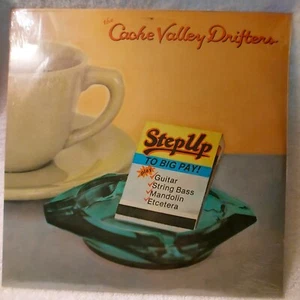 the Cache Valley Drifters
Step Up
TO BIG PAY!
Guitar
String Bass
Mandolin
Etcetera